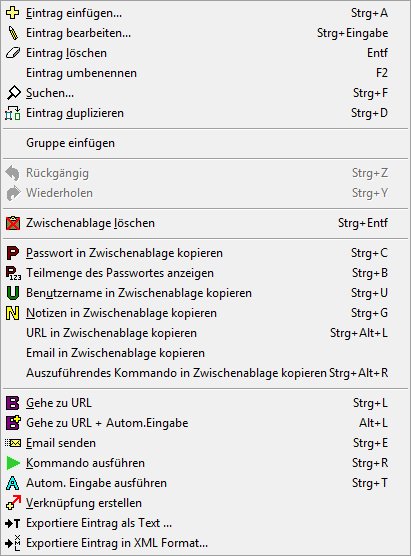 Eintrag einfügen... Strg+A
Eintrag bearbeiten... Strg+Eingabe
Eintrag löschen Entf
Eintrag umbenennen F2
Suchen... Strg+F
Eintrag duplizieren Strg+D
Gruppe einfügen
Rückgängig Strg+Z
Wiederholen Strg+Y
Zwischenablage löschen Strg+Entf
P Passwort in Zwischenablage kopieren Strg+C
P123 Teilmenge des Passwortes anzeigen Strg+B
U Benutzername in Zwischenablage kopieren Strg+U
N Notizen in Zwischenablage kopieren Strg+G
URL in Zwischenablage kopieren Strg+Alt+L
Email in Zwischenablage kopieren
Auszuführendes Kommando in Zwischenablage kopieren Strg+Alt+R
B Gehe zu URL Strg+L
B Gehe zu URL + Autom.Eingabe Alt+L
Email senden Strg+E
Kommando ausführen Strg+R
A Autom. Eingabe ausführen Strg+T
Verknüpfung erstellen
T Exportiere Eintrag als Text ...
XML Exportiere Eintrag in XML Format...